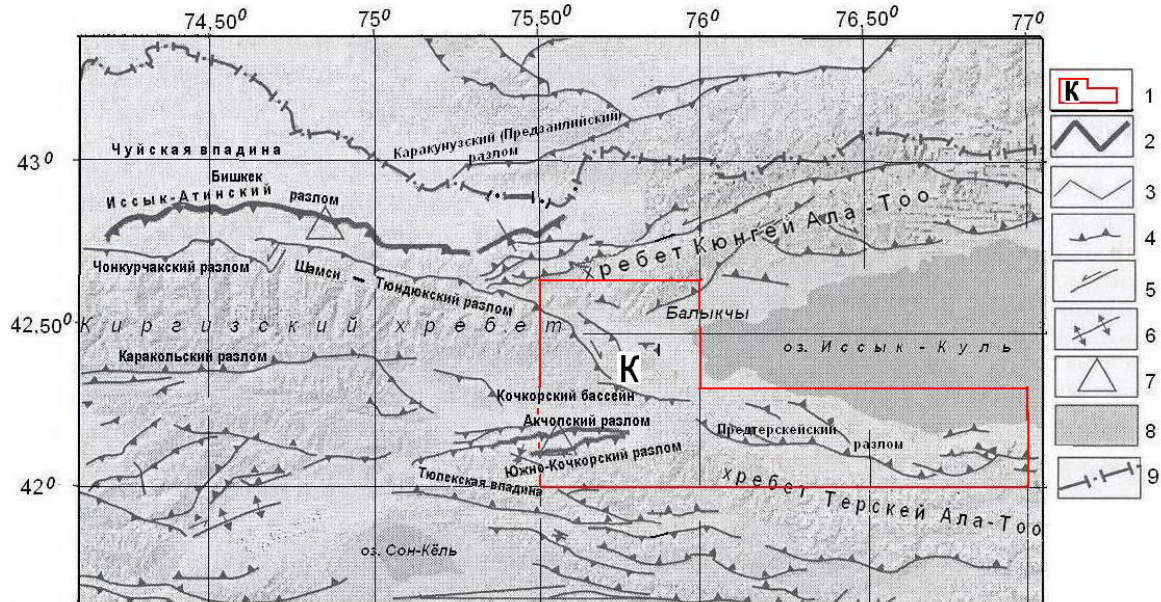 74,50⁰ 75⁰ 75,50⁰ 76⁰ 76,50⁰ 77⁰
43⁰
42,50⁰
42⁰
Каракунузский (Предзаилийский)
разлом
Чуйская впадина
Бишкек
Иссык-Атинский разлом
Чонкурчакский разлом
Шамси - Тюндюкский разлом
хребет Кюнгей Ала-Тоо
Балыкчы
Киргизский хребет
оз. Иссык-Куль
Каракольский разлом
К
Кочкорский бассейн
Акчопский разлом
Предтерскейский
разлом
Южно-Кочкорский разлом
Тюлекская впадина
хребет Терскей Ала-Тоо
оз. Сон-Кёль
К 1
2
3
4
5
6
7
8
9